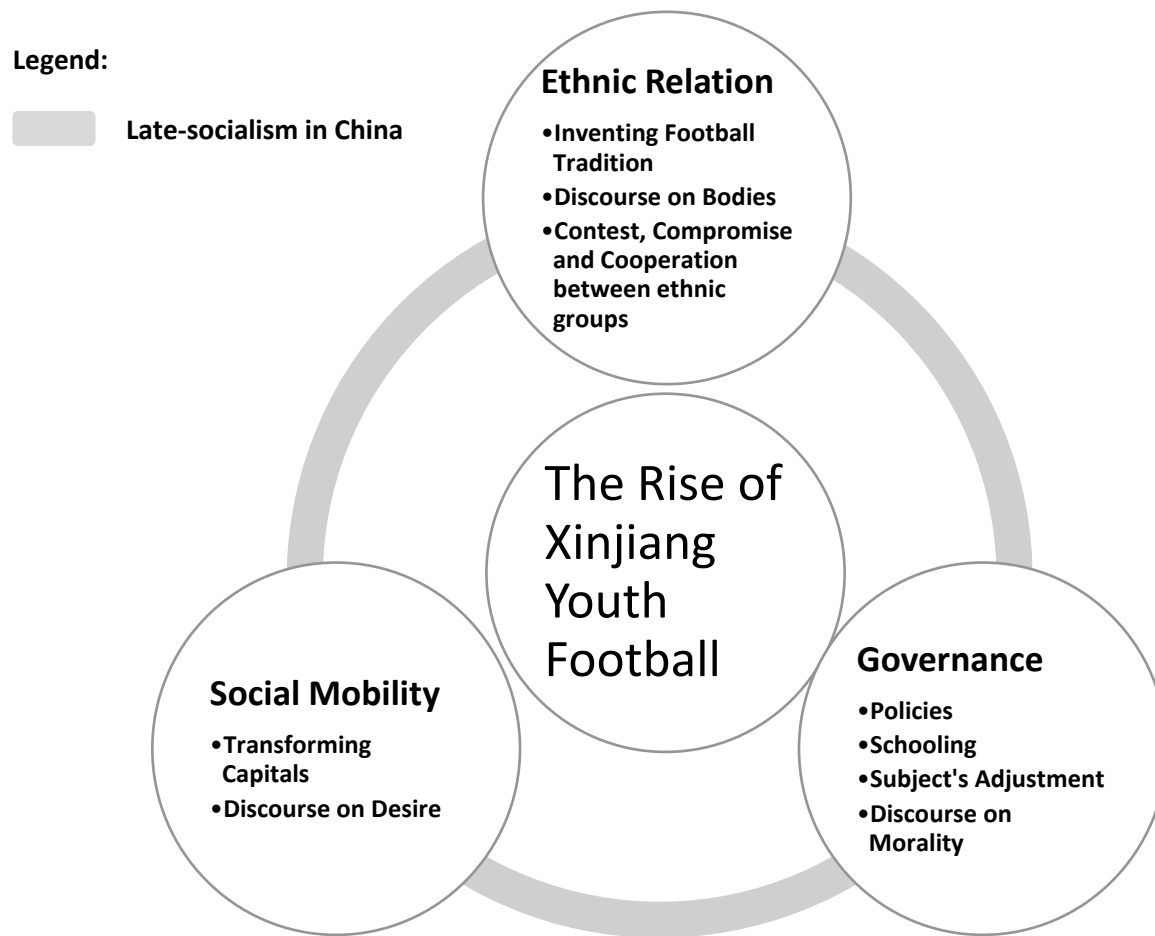 Legend:
Late-socialism in China
Ethnic Relation
•Inventing Football
Tradition
•Discourse on Bodies
•Contest, Compromise
and Cooperation
between ethnic
groups
The Rise of
Xinjiang
Youth
Football
Social Mobility
•Transforming
Capitals
•Discourse on Desire
Governance
•Policies
•Schooling
•Subject's Adjustment
•Discourse on
Morality